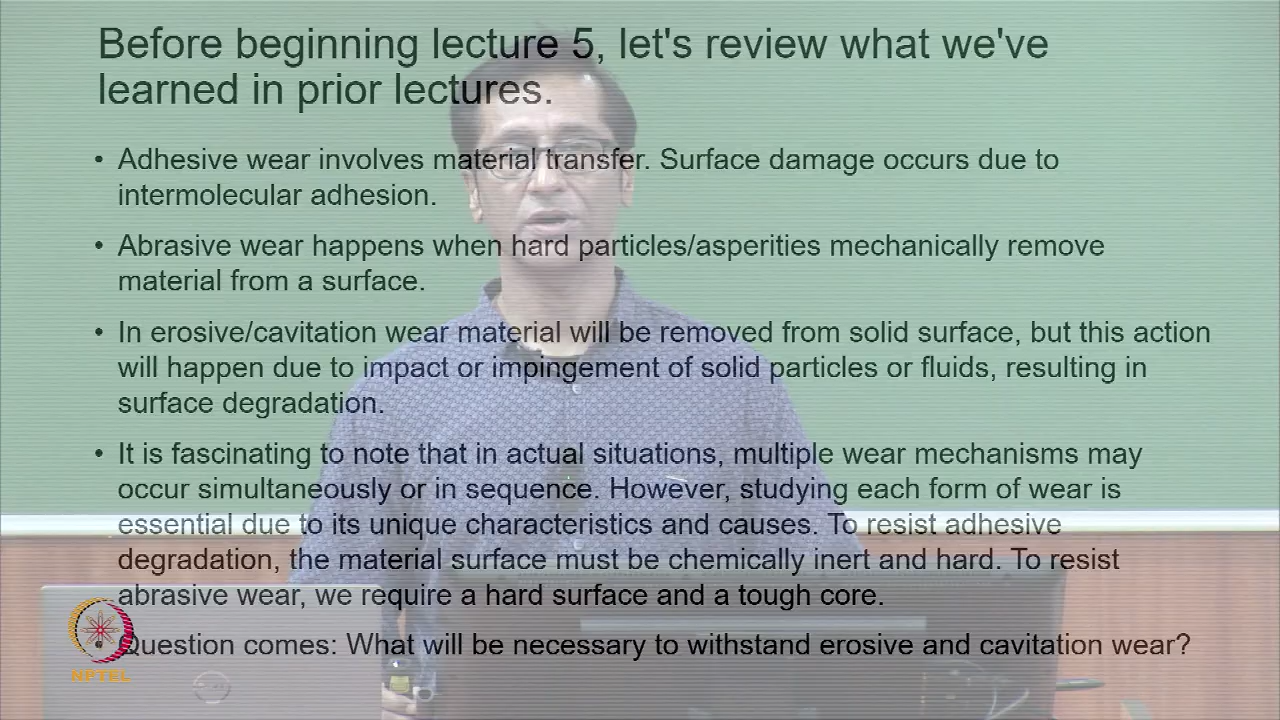 Before beginning lecture 5, let's review what we've
learned in prior lectures.
• Adhesive wear involves material transfer. Surface damage occurs due to
intermolecular adhesion.
• Abrasive wear happens when hard particles/asperities mechanically remove
material from a surface.
• In erosive/cavitation wear material will be removed from solid surface, but this action
will happen due to impact or impingement of solid particles or fluids, resulting in
surface degradation.
• It is fascinating to note that in actual situations, multiple wear mechanisms may
occur simultaneously or in sequence. However, studying each form of wear is
essential due to its unique characteristics and causes. To resist adhesive
degradation, the material surface must be chemically inert and hard. To resist
abrasive wear, we require a hard surface and a tough core.
• Question comes: What will be necessary to withstand erosive and cavitation wear?
NPTEL